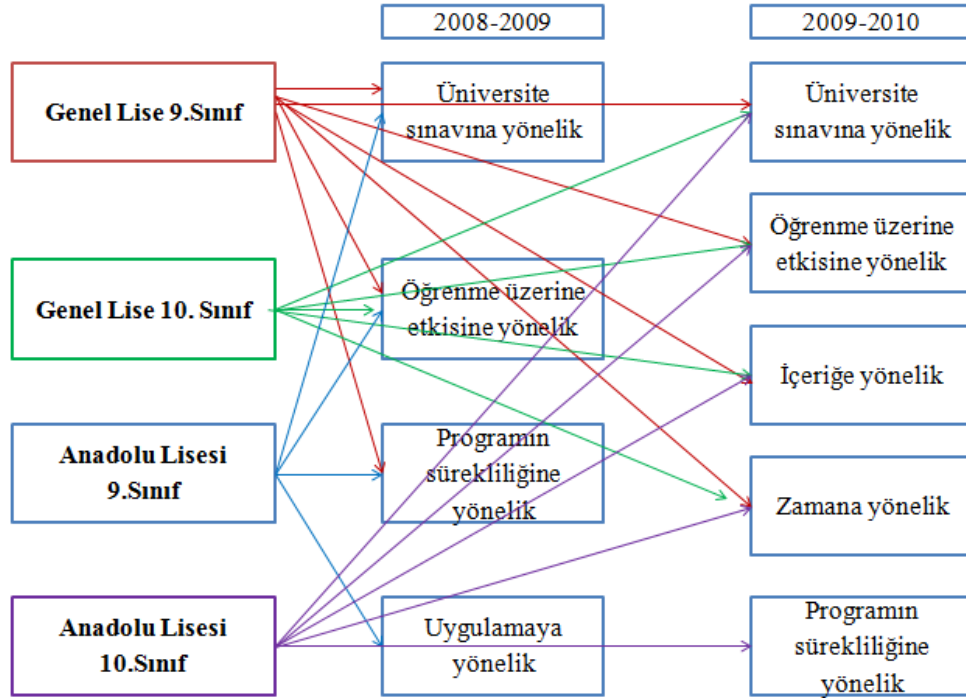 2008-2009
2009-2010
Genel Lise 9.Sınıf
Genel Lise 10. Sınıf
Anadolu Lisesi
9.Sınıf
Anadolu Lisesi
10.Sınıf
Üniversite
sınavına yönelik
Öğrenme üzerine
etkisine yönelik
Programın
sürekliliğine
yönelik
Uygulamaya
yönelik
Üniversite
sınavına yönelik
Öğrenme üzerine
etkisine yönelik
İçeriğe yönelik
Zamana yönelik
Programın
sürekliliğine
yönelik